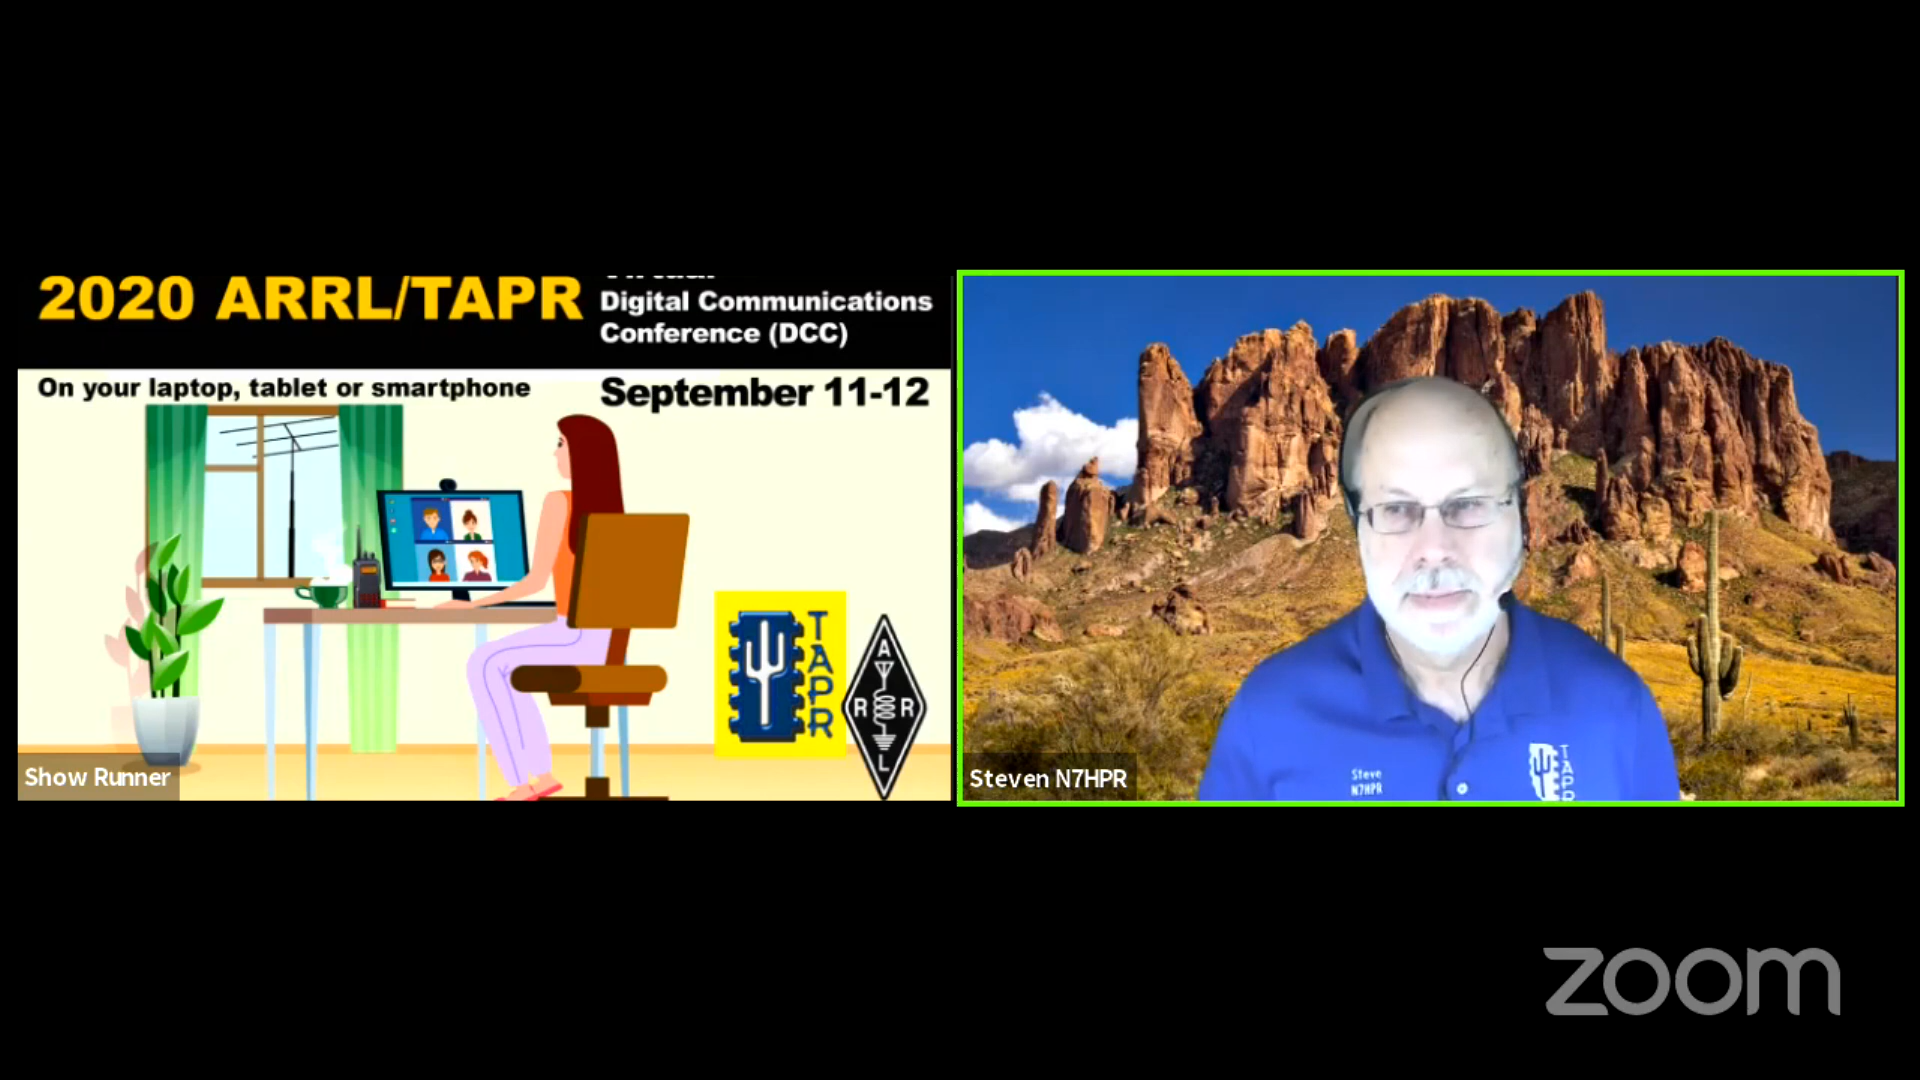 2020 ARRL/TAPR
Digital Communications
Conference (DCC)
On your laptop, tablet or smartphone
September 11-12
TAPR
ARRL
Show Runner
Steven N7HPR
Steve
N7HPR
TAPR
zoom